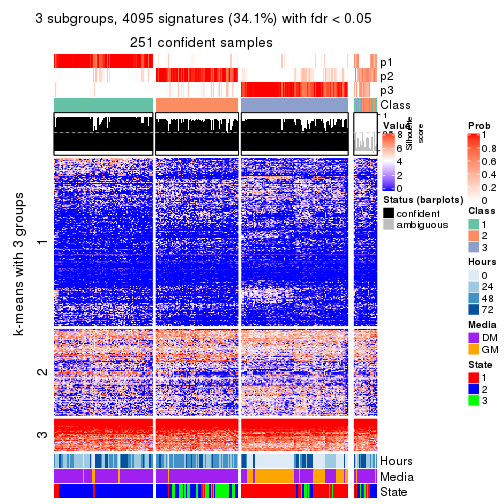 3 subgroups, 4095 signatures (34.1%) with fdr < 0.05
251 confident samples
p1
p2
p3
Class
1
Silhouette
score
Value
8
6
4
2
0
Status (barplots)
confident
ambiguous
Prob
1
0.8
0.6
0.4
0.2
0
Class
1
2
3
Hours
0
24
48
72
Media
DM
GM
State
1
2
3
k-means with 3 groups
1
2
3
Hours
Media
State